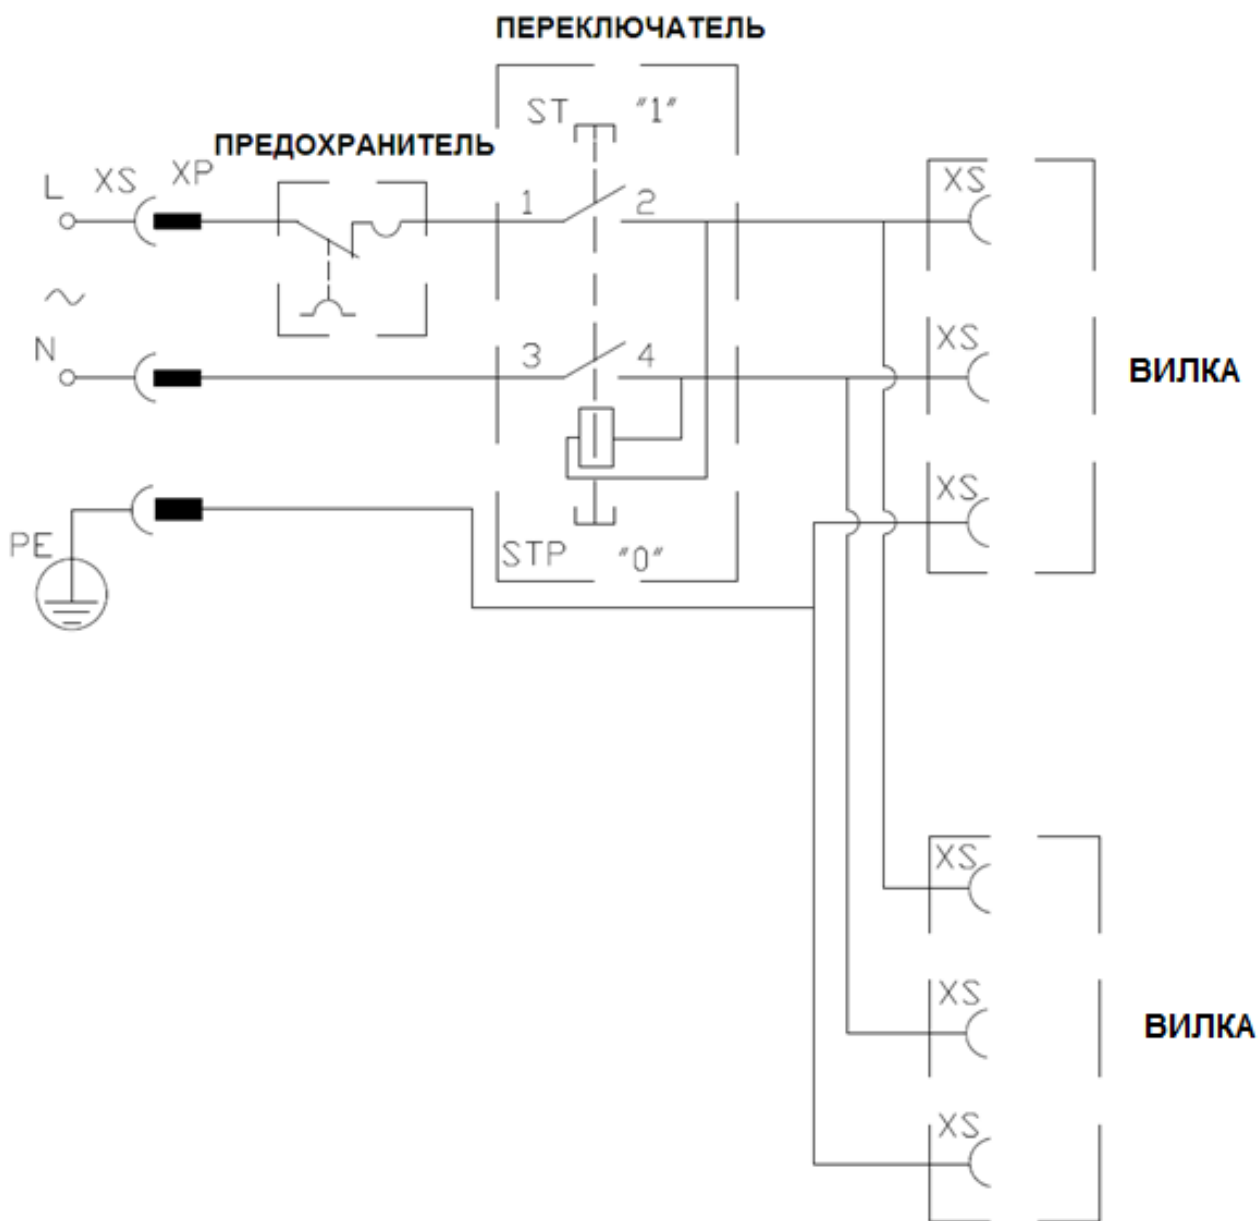 ПЕРЕКЛЮЧАТЕЛЬ
ST "1"
ПРЕДОХРАНИТЕЛЬ
L XS XP
1 2
XS
N
3 4
XS
ВИЛКА
XS
PE
STP "0"
XS
XS
ВИЛКА
XS